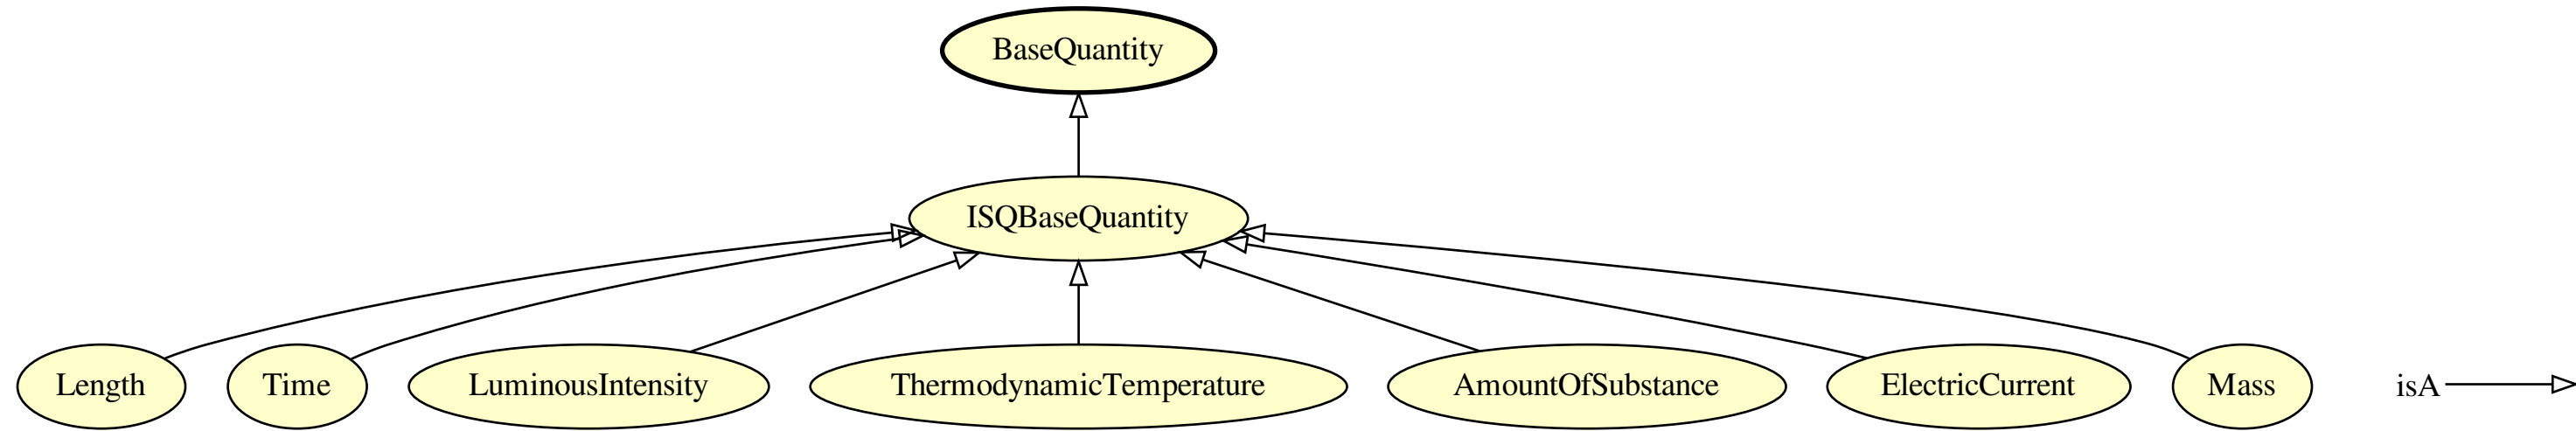 BaseQuantity
ISQBaseQuantity
Length
Time
LuminousIntensity
ThermodynamicTemperature
AmountOfSubstance
ElectricCurrent
Mass
isA